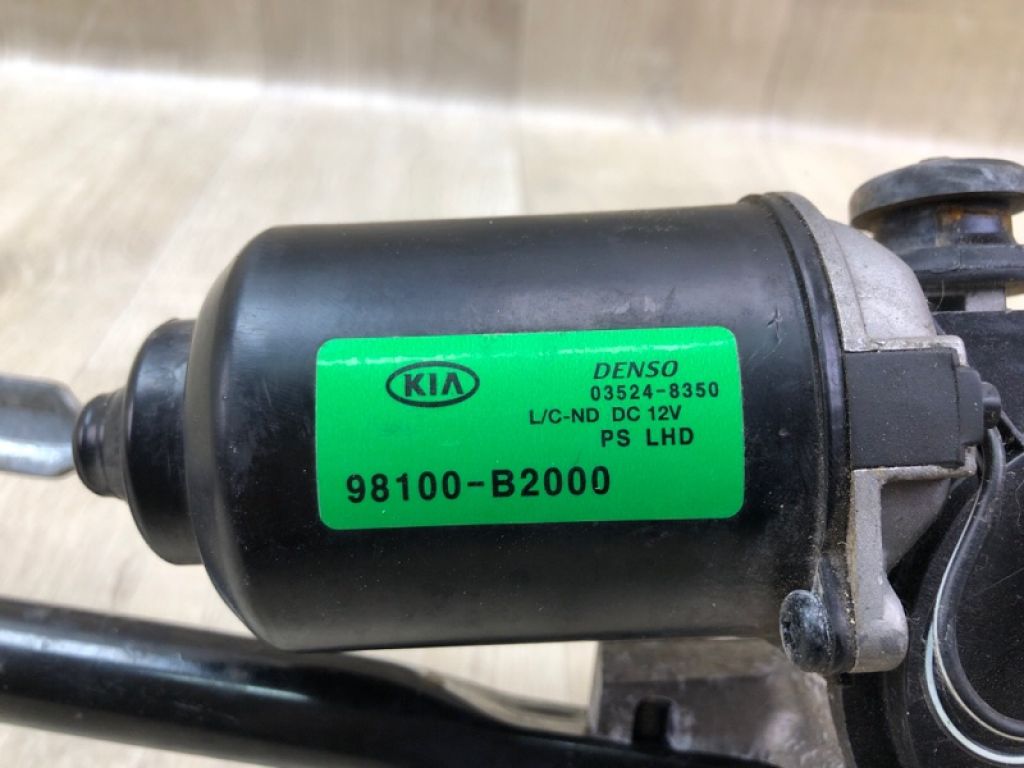 KIA
DENSO
03524-8350
L/C-ND DC 12V
PS LHD
98100-B2000